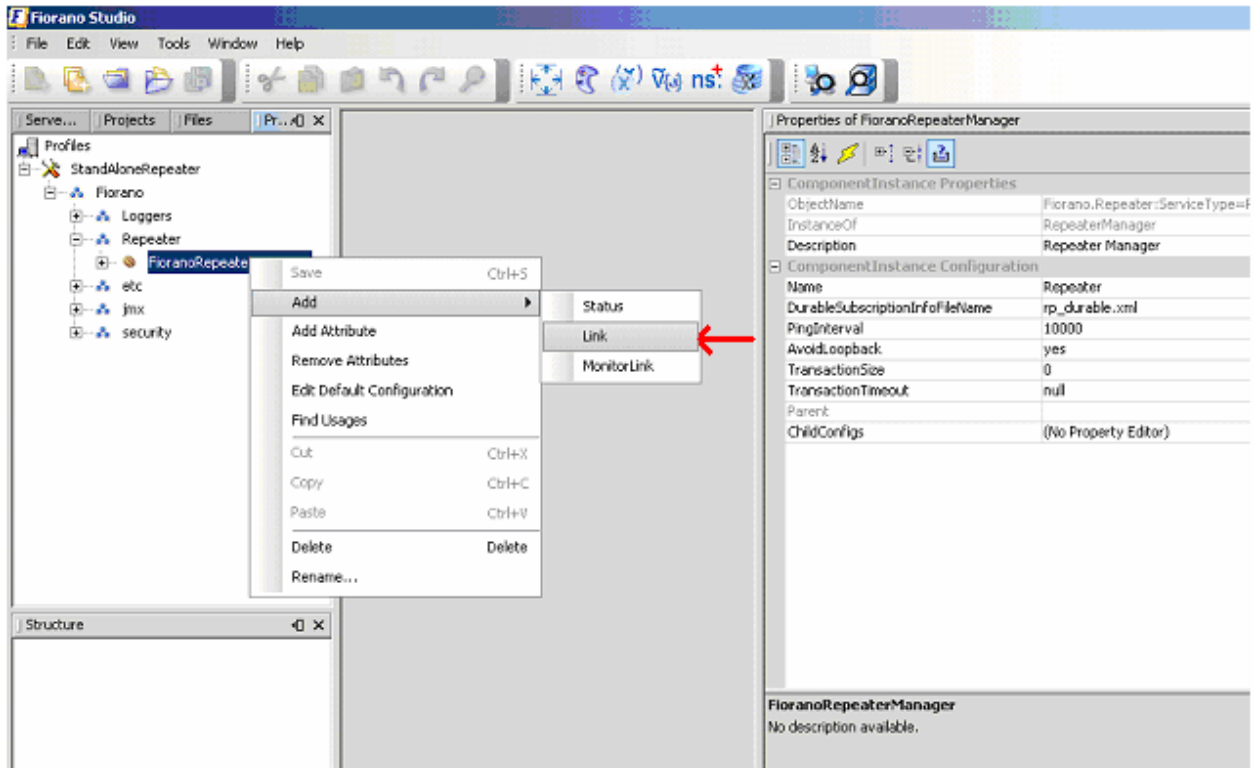 Fiorano Studio
File Edit View Tools Window Help
ns:
Serve... Projects Files Pr...
Profiles
StandAloneRepeater
Fiorano
Loggers
Repeater
FioranoRepeate
etc
jmx
security
Save Ctrl+S
Add
Add Attribute
Remove Attributes
Edit Default Configuration
Find Usages
Cut Ctrl+X
Copy Ctrl+C
Paste Ctrl+V
Delete Delete
Rename...
Status
Link
MonitorLink
Structure
Properties of FioranoRepeaterManager
ComponentInstance Properties
ObjectName Fiorano.Repeater:ServiceType=
InstanceOf RepeaterManager
Description Repeater Manager
ComponentInstance Configuration
Name Repeater
DurableSubscriptionInfoFileName rp_durable.xml
PingInterval 10000
AvoidLoopback yes
TransactionSize 0
TransactionTimeout null
Parent
ChildConfigs (No Property Editor)
FioranoRepeaterManager
No description available.